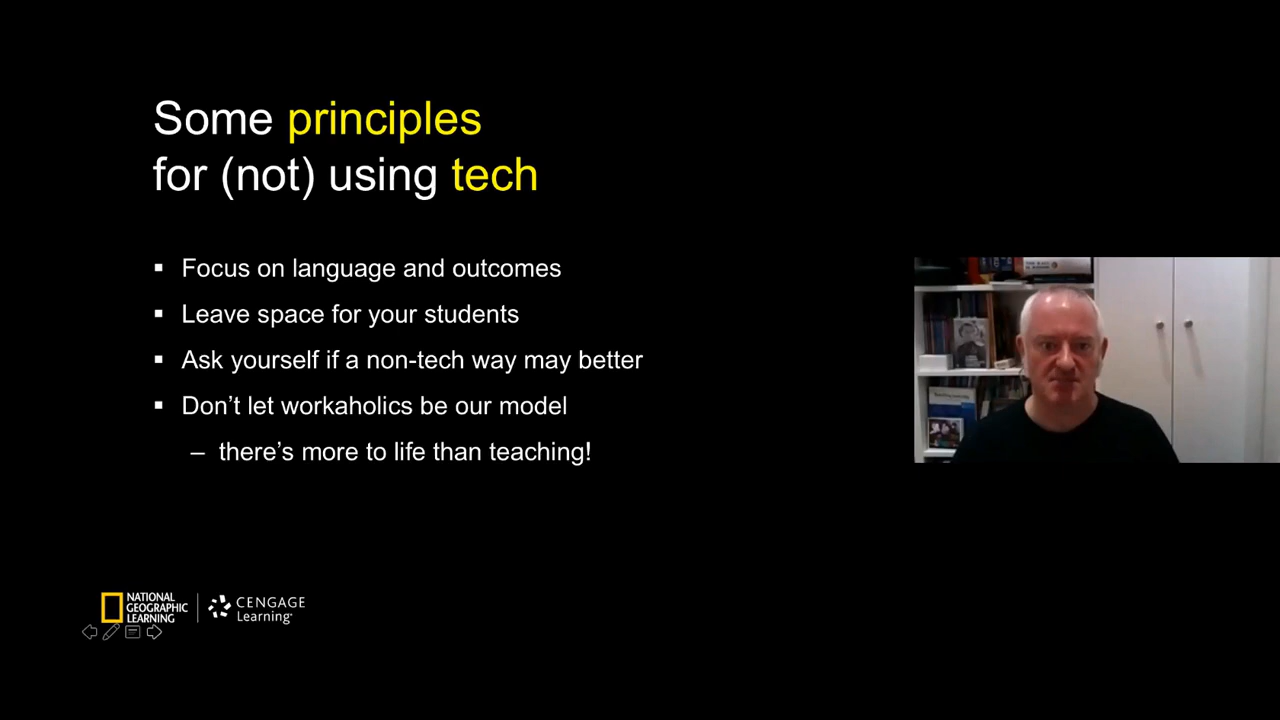 Some principles
for (not) using tech
▪ Focus on language and outcomes
▪ Leave space for your students
▪ Ask yourself if a non-tech way may better
▪ Don’t let workaholics be our model
– there’s more to life than teaching!
NATIONAL
GEOGRAPHIC
LEARNING
CENGAGE
Learning